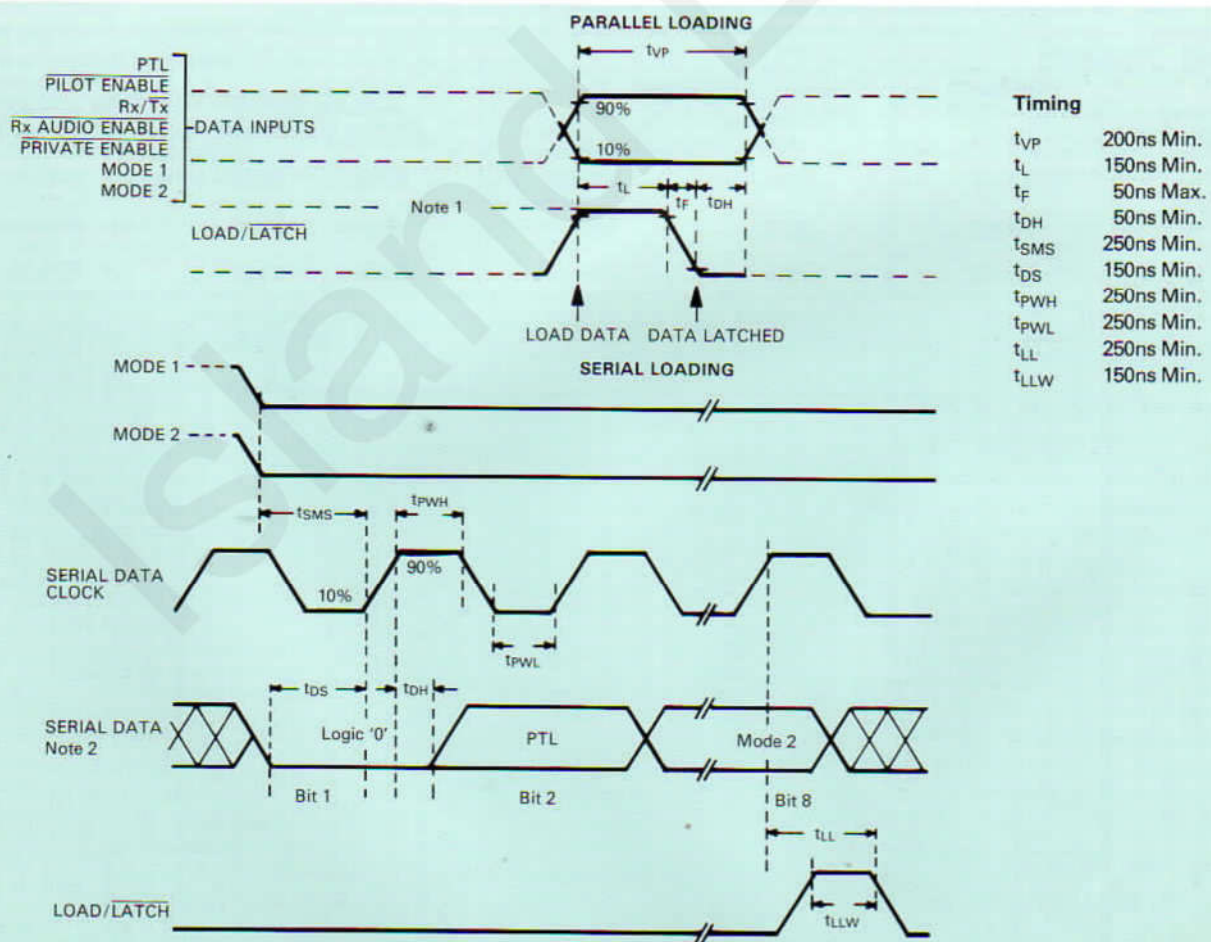 PARALLEL LOADING
tVP
PTL
PILOT ENABLE
Rx/Tx
Rx AUDIO ENABLE
PRIVATE ENABLE
MODE 1
MODE 2
DATA INPUTS
90%
10%
tL
tF
tDH
Note 1
LOAD/LATCH
LOAD DATA
DATA LATCHED
Timing
tVP 200ns Min.
tL 150ns Min.
tF 50ns Max.
tDH 50ns Min.
tSMS 250ns Min.
tDS 150ns Min.
tPWH 250ns Min.
tPWL 250ns Min.
tLL 250ns Min.
tLLW 150ns Min.
SERIAL LOADING
MODE 1
MODE 2
tSMS
tPWH
SERIAL DATA
CLOCK
10%
90%
tPWL
tDS
tDH
SERIAL DATA
Note 2
Logic '0'
PTL
Mode 2
Bit 1
Bit 2
Bit 8
tLL
LOAD/LATCH
tLLW